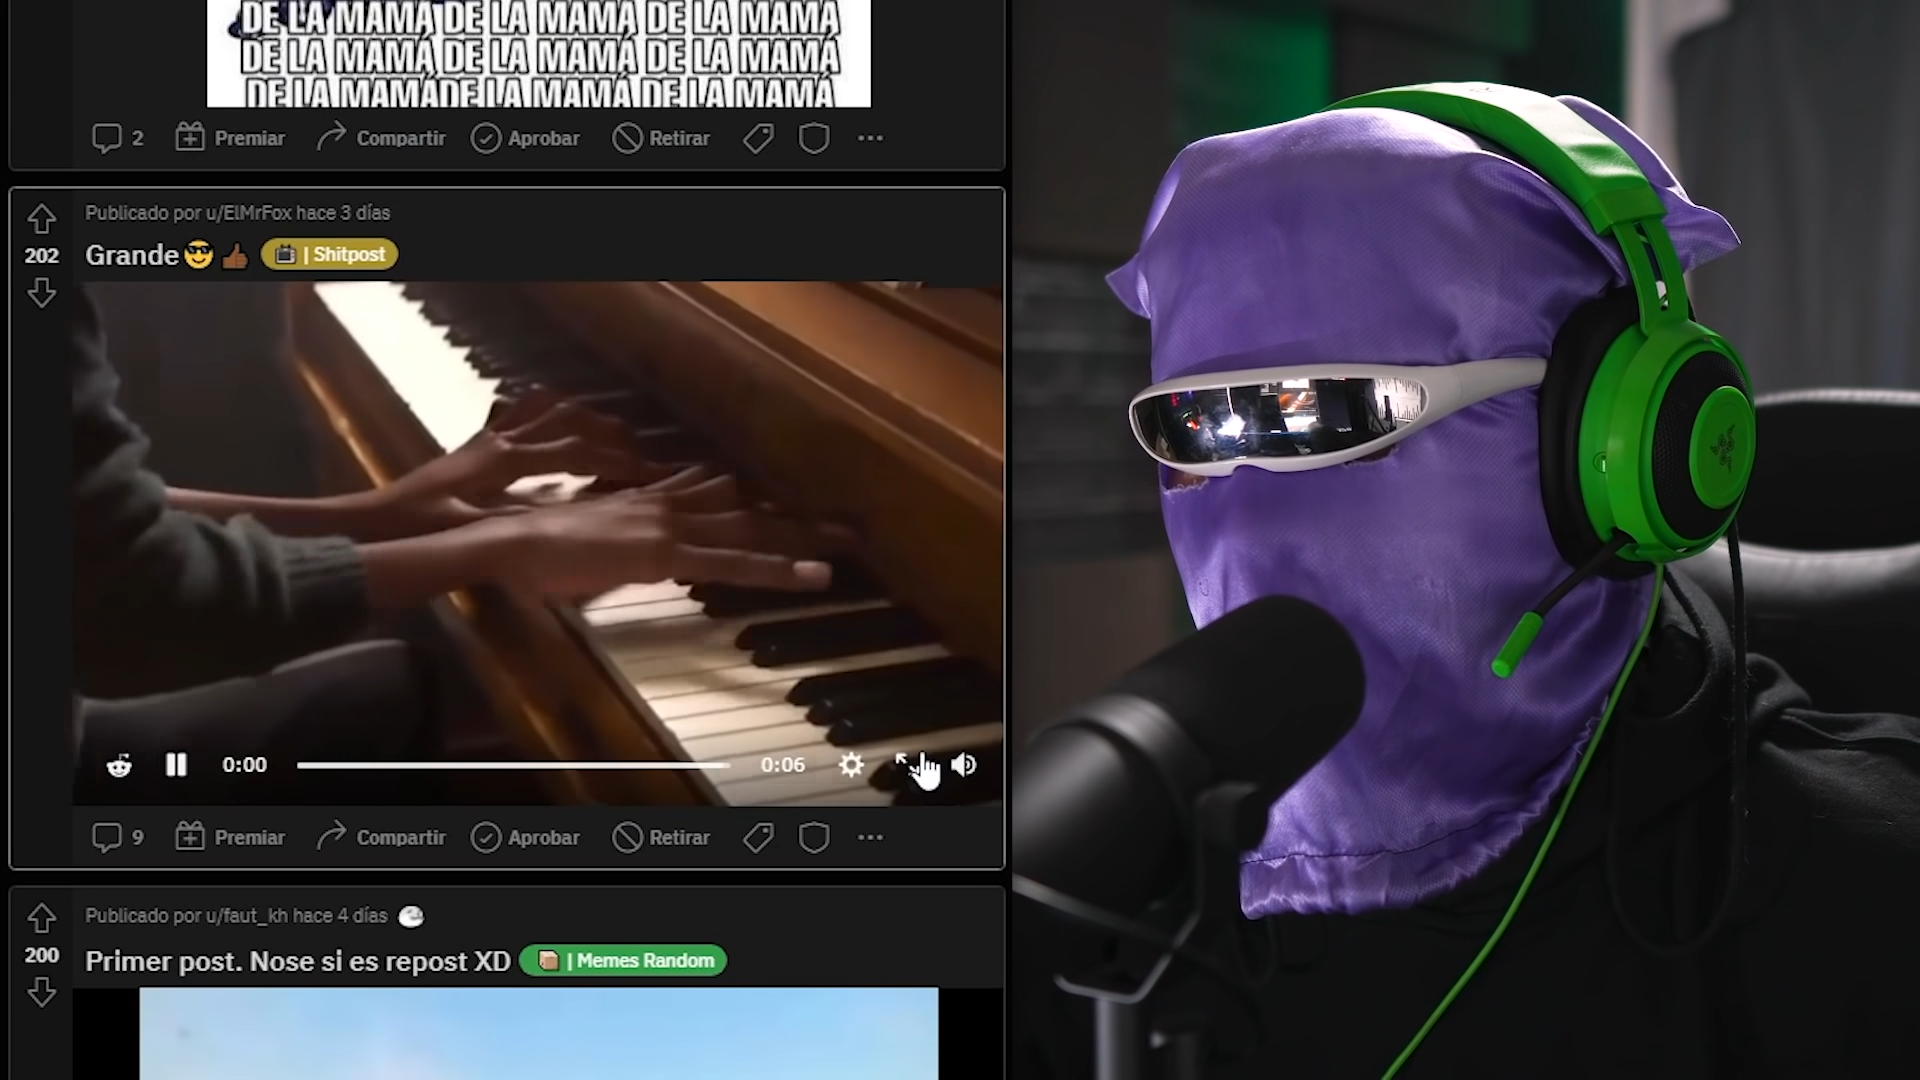 DE LA MAMÁ DE LA MAMÁ DE LA MAMÁ
DE LA MAMÁ DE LA MAMÁ DE LA MAMÁ
DE LA MAMÁDE LA MAMÁ DE LA MAMÁ
2 Premiar Compartir Aprobar Retirar
Publicado por u/ElMrFox hace 3 días
202
Grande | Shitpost
0:00 0:06
9 Premiar Compartir Aprobar Retirar
Publicado por u/faut_kh hace 4 días
200
Primer post. Nose si es repost XD | Memes Random